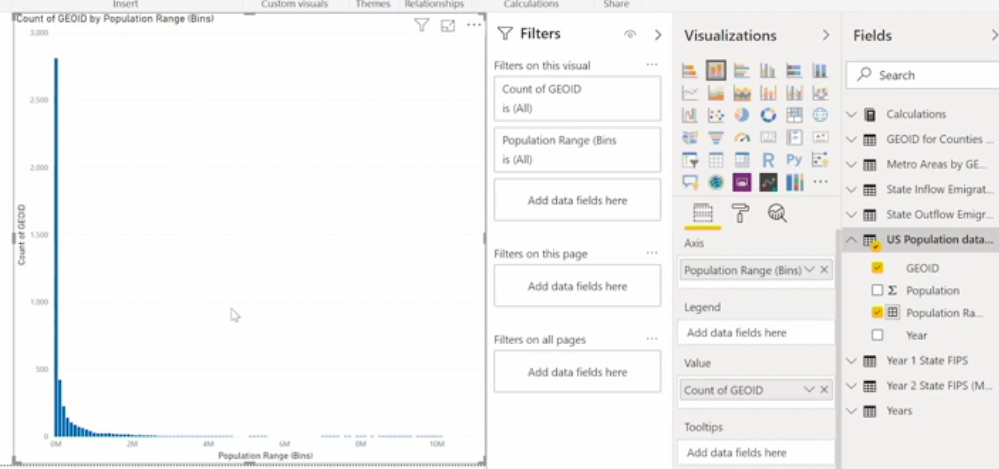 Insert Custom visuals Themes Relationships Calculations Share
Count of GEOID by Population Range (Bins)
3,000
2,500
2,000
1,500
1,000
500
0
Count of GEOID
0M 2M 4M 6M 8M 10M
Population Range (Bins)
Filters
Filters on this visual ...
Count of GEOID
is (All)
Population Range (Bins
is (All)
Add data fields here
Filters on this page ...
Add data fields here
Filters on all pages ...
Add data fields here
Visualizations
R Py
...
Axis
Population Range (Bins)
Legend
Add data fields here
Value
Count of GEOID
Tooltips
Add data fields here
Fields
Search
Calculations
GEOID for Counties ...
Metro Areas by GE...
State Inflow Emigrat...
State Outflow Emigr...
US Population data...
GEOID
Σ Population
Population Ra...
Year
Year 1 State FIPS
Year 2 State FIPS (M...
Years